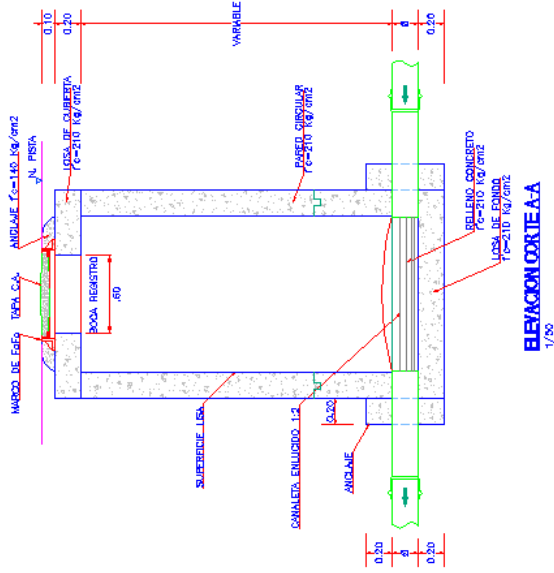 MARCO DE FoFo
TAPA C.A.
ANCLAJE f'c=140 Kg/cm2
N. PISTA
LOSA DE CUBIERTA
f'c=210 Kg/cm2
0.10
0.20
VARIABLE
Ø
0.20
BOCA REGISTRO
.60
PARED CIRCULAR
f'c=210 Kg/cm2
SUPERFICIE LISA
CANALETA ENLUCIDO 1:2
0.20
ANCLAJE
RELLENO CONCRETO
f'c=210 Kg/cm2
LOSA DE FONDO
f'c=210 Kg/cm2
0.20
Ø
0.20
ELEVACION CORTE A-A
1/50